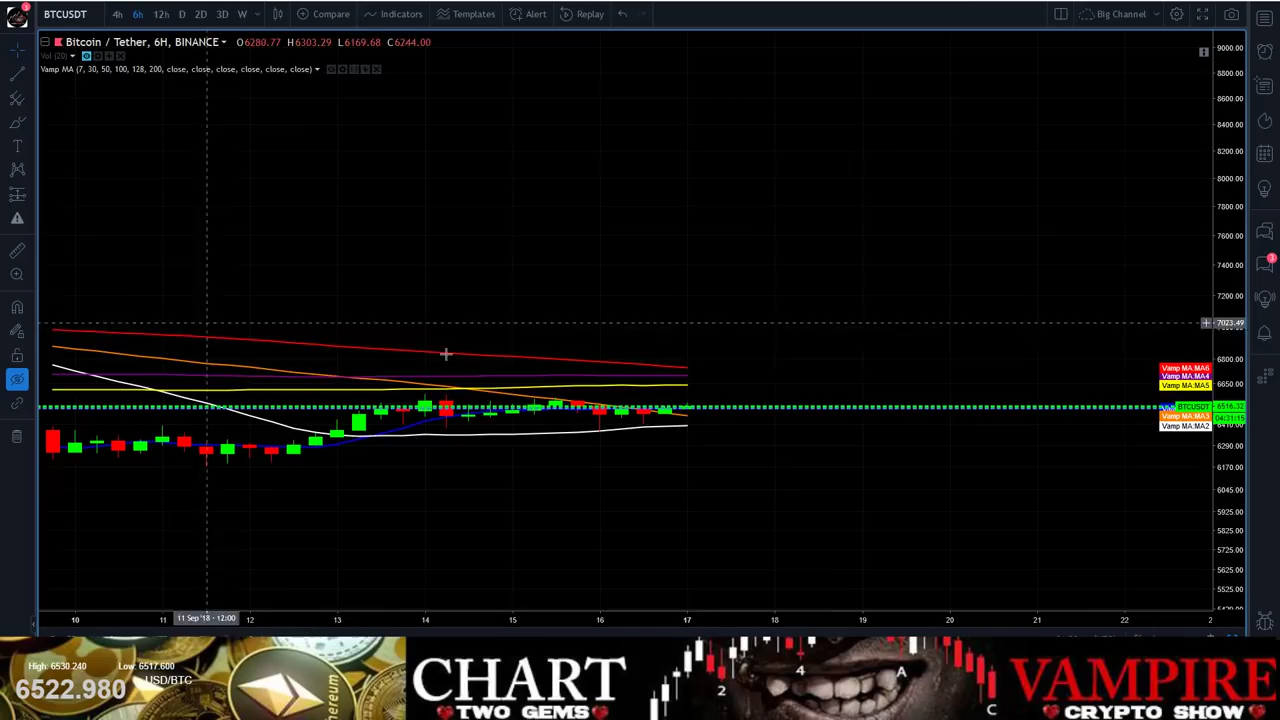 BTCUSDT 4h 6h 12h D 2D 3D W Compare Indicators Templates Alert Replay Big Channel
Bitcoin / Tether, 6H, BINANCE O6280.77 H6303.29 L6169.68 C6244.00
Vol (20)
Vamp MA (7, 30, 50, 100, 128, 200, close, close, close, close, close, close)
9000.00
8800.00
8600.00
8400.00
8200.00
8000.00
7800.00
7600.00
7400.00
7200.00
7023.49
6800.00
Vamp MA:MA6
Vamp MA:MA4
Vamp MA:MA5 6650.00
BTCUSDT 6516.32
Vamp MA:MA3 04:31:15
Vamp MA:MA2 6410.00
6290.00
6170.00
6045.00
5925.00
5825.00
5725.00
5625.00
5525.00
10 11 11 Sep '18 - 12:00 12 13 14 15 16 17 18 19 20 21 22 2
High: 6530.240 Low: 6517.600
6522.980 USD/BTC
CHART
TWO GEMS
2 4 A C
VAMPIRE
CRYPTO SHOW
3